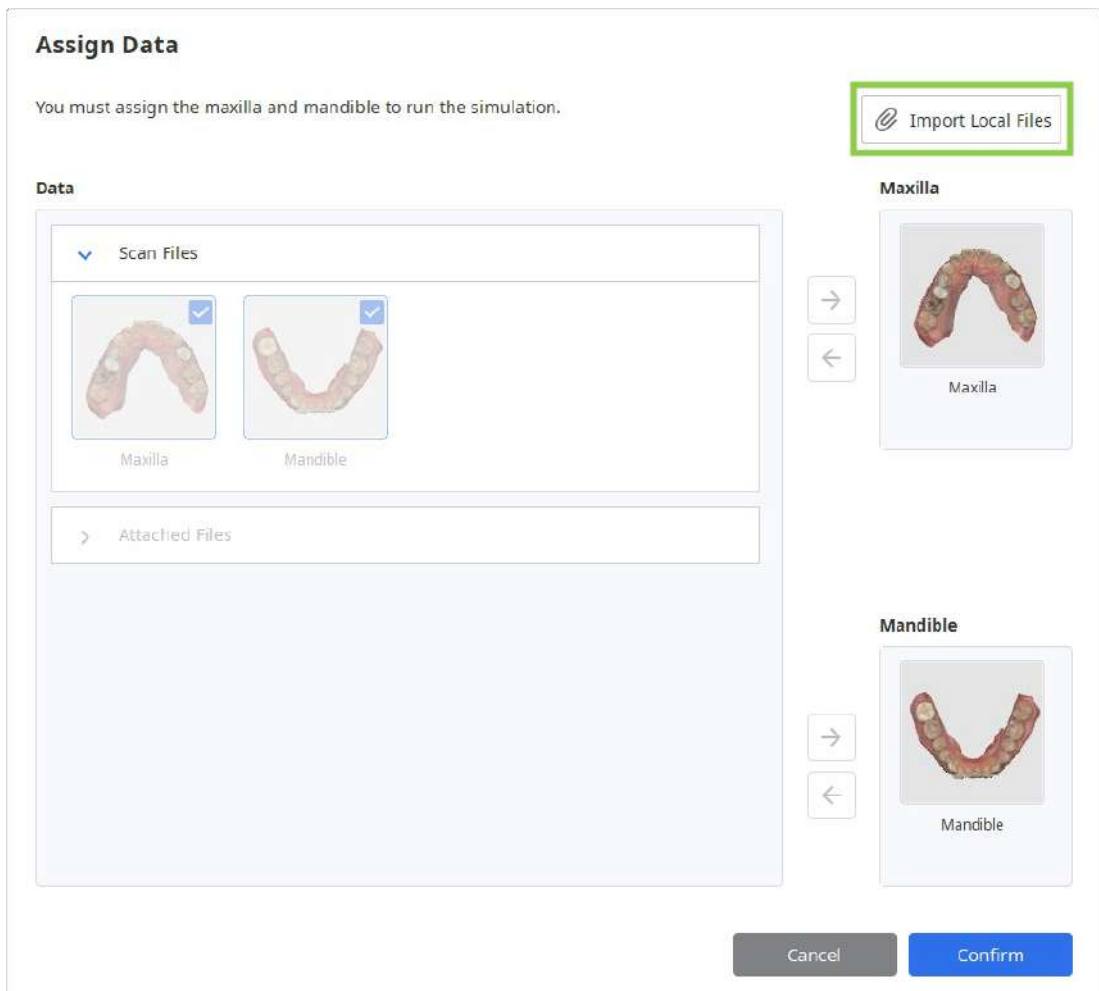 Assign Data
You must assign the maxilla and mandible to run the simulation.
Import Local Files
Data
Maxilla
Scan Files
Maxilla
Mandible
Maxilla
Attached Files
Mandible
Mandible
Cancel
Confirm